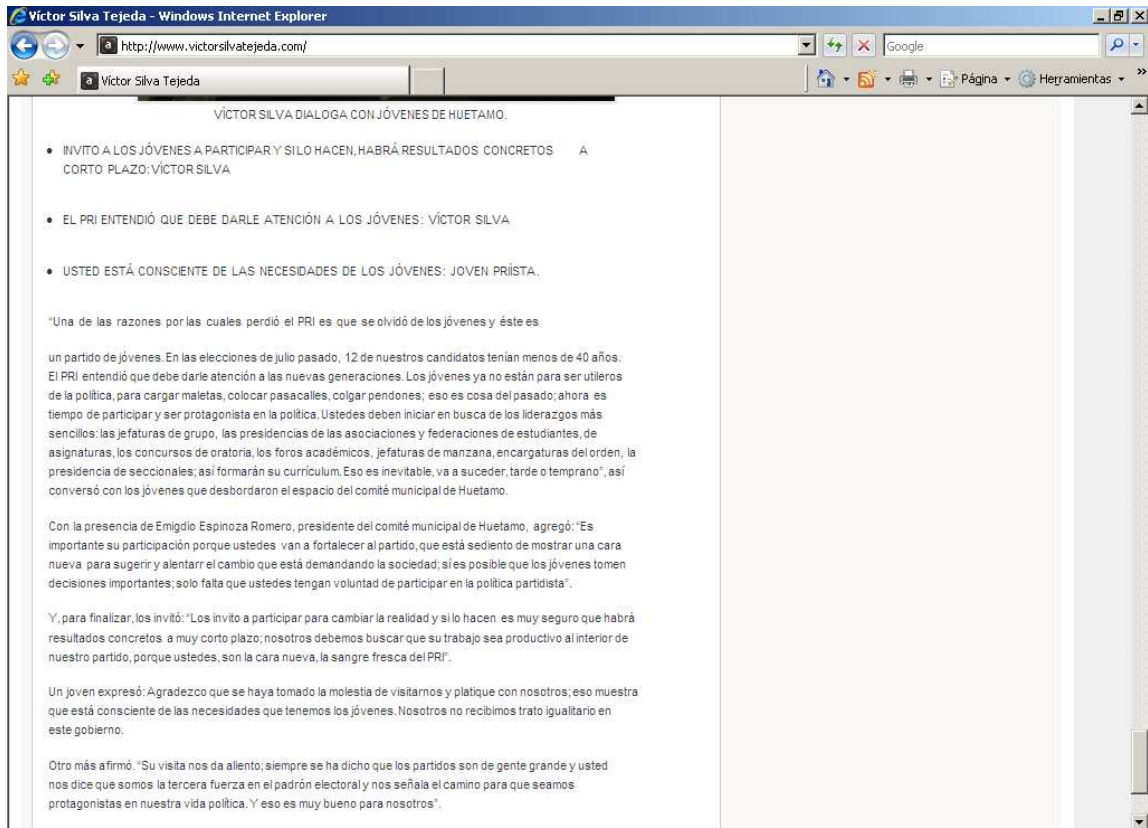 Víctor Silva Tejeda - Windows Internet Explorer
http://www.victorsilvatejeda.com/
Google
Víctor Silva Tejeda
Página
Herramientas
»
VÍCTOR SILVA DIALOGA CON JÓVENES DE HUETAMO.
• INVITO A LOS JÓVENES A PARTICIPAR Y SI LO HACEN, HABRÁ RESULTADOS CONCRETOS A
CORTO PLAZO: VÍCTOR SILVA
• EL PRI ENTENDIÓ QUE DEBE DARLE ATENCIÓN A LOS JÓVENES: VÍCTOR SILVA
• USTED ESTÁ CONSCIENTE DE LAS NECESIDADES DE LOS JÓVENES: JOVEN PRIÍSTA.
“Una de las razones por las cuales perdió el PRI es que se olvidó de los jóvenes y éste es
un partido de jóvenes. En las elecciones de julio pasado, 12 de nuestros candidatos tenían menos de 40 años.
El PRI entendió que debe darle atención a las nuevas generaciones. Los jóvenes ya no están para ser utileros
de la política, para cargar maletas, colocar pasacalles, colgar pendones; eso es cosa del pasado; ahora es
tiempo de participar y ser protagonista en la política. Ustedes deben iniciar en busca de los liderazgos más
sencillos: las jefaturas de grupo, las presidencias de las asociaciones y federaciones de estudiantes, de
asignaturas, los concursos de oratoria, los foros académicos, jefaturas de manzana, encargaturas del orden, la
presidencia de seccionales; así formarán su currículum. Eso es inevitable, va a suceder, tarde o temprano”, así
conversó con los jóvenes que desbordaron el espacio del comité municipal de Huetamo.
Con la presencia de Emigdio Espinoza Romero, presidente del comité municipal de Huetamo, agregó: “Es
importante su participación porque ustedes van a fortalecer al partido, que está sediento de mostrar una cara
nueva para sugerir y alentarr el cambio que está demandando la sociedad; sí es posible que los jóvenes tomen
decisiones importantes; solo falta que ustedes tengan voluntad de participar en la política partidista”.
Y, para finalizar, los invitó: “Los invito a participar para cambiar la realidad y si lo hacen es muy seguro que habrá
resultados concretos a muy corto plazo; nosotros debemos buscar que su trabajo sea productivo al interior de
nuestro partido, porque ustedes, son la cara nueva, la sangre fresca del PRI”.
Un joven expresó: Agradezco que se haya tomado la molestia de visitarnos y platique con nosotros; eso muestra
que está consciente de las necesidades que tenemos los jóvenes. Nosotros no recibimos trato igualitario en
este gobierno.
Otro más afirmó. “Su visita nos da aliento; siempre se ha dicho que los partidos son de gente grande y usted
nos dice que somos la tercera fuerza en el padrón electoral y nos señala el camino para que seamos
protagonistas en nuestra vida política. Y eso es muy bueno para nosotros”.